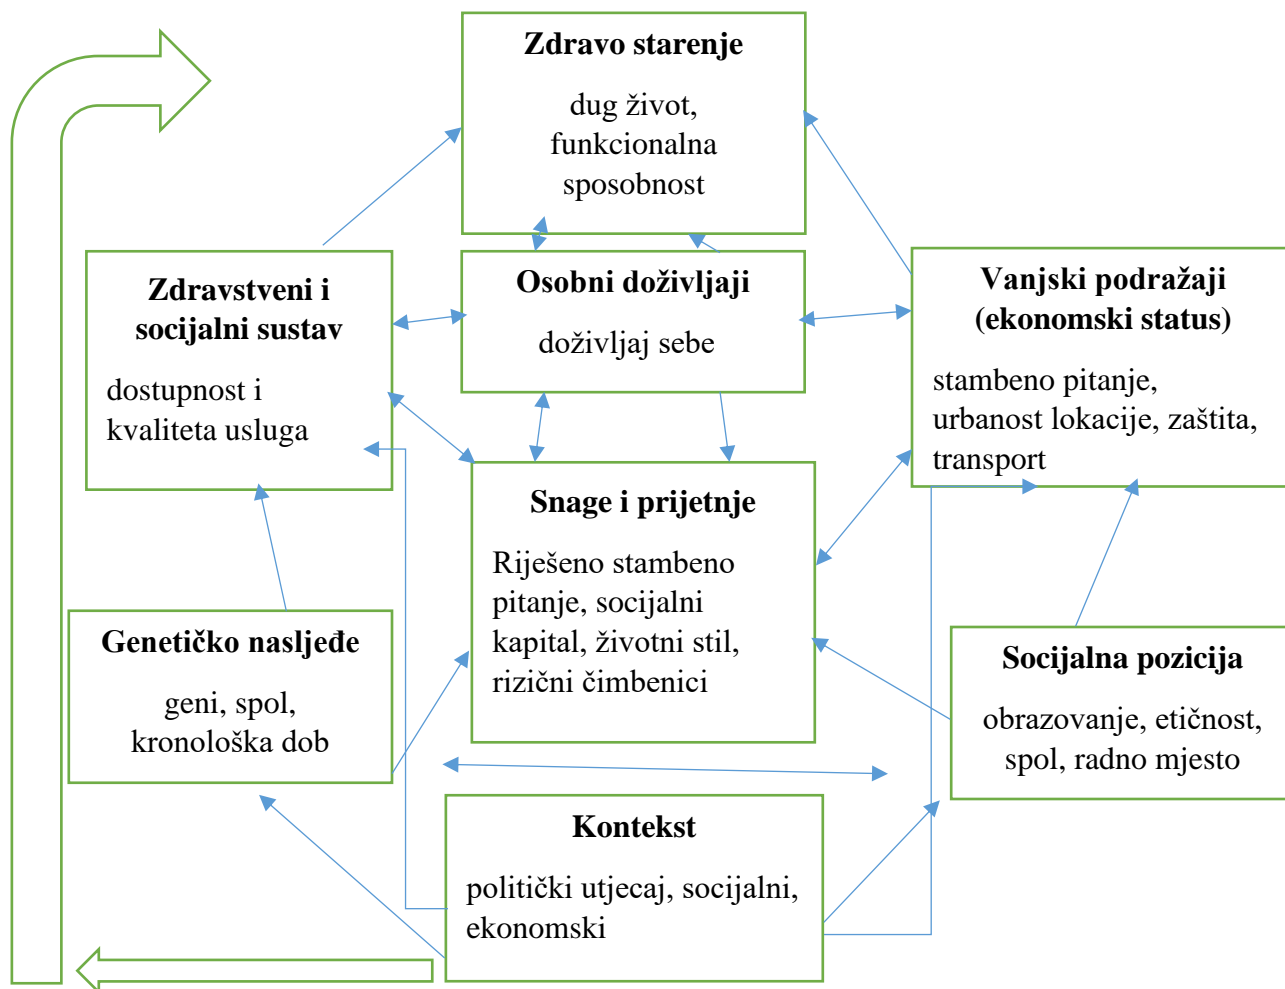 Zdravo starenje
dug život,
funkcionalna
sposobnost
Zdravstveni i
socijalni sustav
dostupnost i
kvaliteta usluga
Osobni doživljaji
doživljaj sebe
Vanjski podražaji
(ekonomski status)
stambeno pitanje,
urbanost lokacije, zaštita,
transport
Snage i prijetnje
Riješeno stambeno
pitanje, socijalni
kapital, životni stil,
rizični čimbenici
Genetičko nasljeđe
geni, spol,
kronološka dob
Socijalna pozicija
obrazovanje, etičnost,
spol, radno mjesto
Kontekst
politički utjecaj, socijalni,
ekonomski